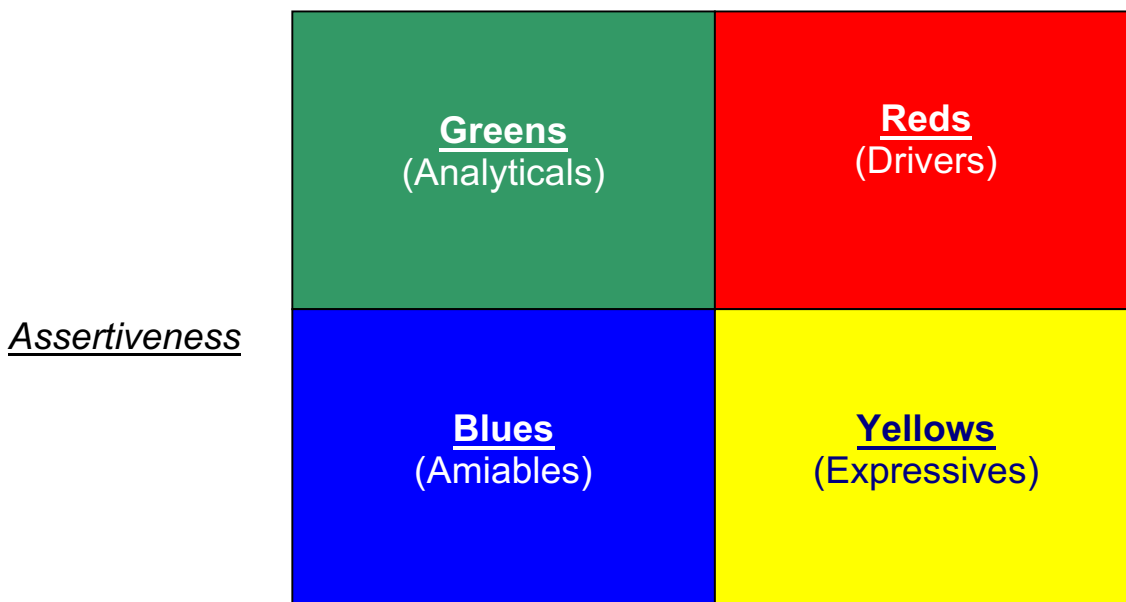 Greens
(Analyticals)
Reds
(Drivers)
Assertiveness
Blues
(Amiables)
Yellows
(Expressives)